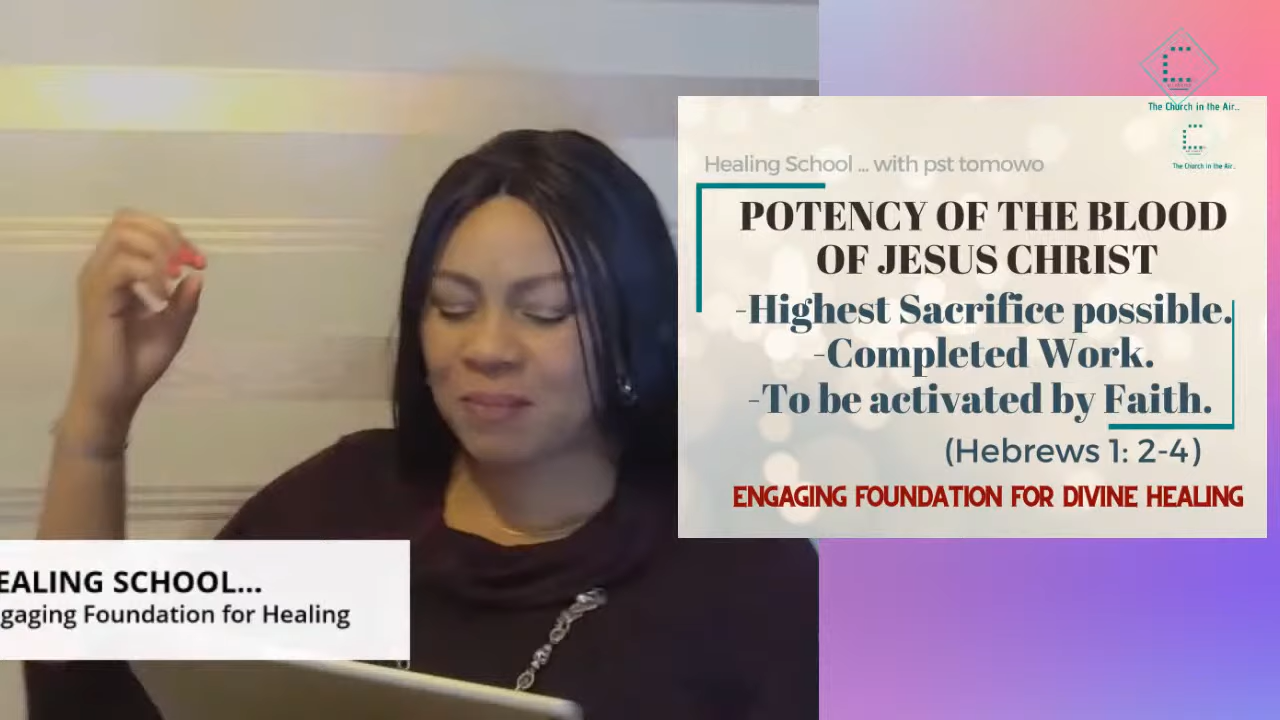 The Church in the Air...
The Church in the Air..
Healing School ... with pst tomowo
POTENCY OF THE BLOOD
OF JESUS CHRIST
-Highest Sacrifice possible.
-Completed Work.
-To be activated by Faith.
(Hebrews 1: 2-4)
ENGAGING FOUNDATION FOR DIVINE HEALING
EALING SCHOOL...
gaging Foundation for Healing